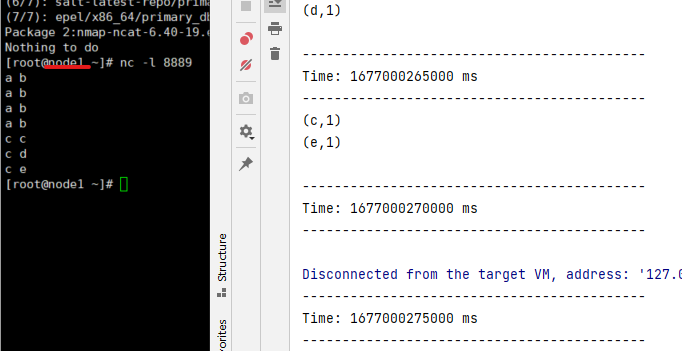 (6/7): salt-latest-repo/prima
(7/7): epel/x86_64/primary_db
Package 2:nmap-ncat-6.40-19.e
Nothing to do
[root@node1 ~]# nc -l 8889
a b
a b
a b
a b
c c
c d
c e
[root@node1 ~]#
Structure
orites
(d,1)
-------------------------------------------
Time: 1677000265000 ms
-------------------------------------------
(c,1)
(e,1)
-------------------------------------------
Time: 1677000270000 ms
-------------------------------------------
Disconnected from the target VM, address: '127.0
-------------------------------------------
Time: 1677000275000 ms
-------------------------------------------